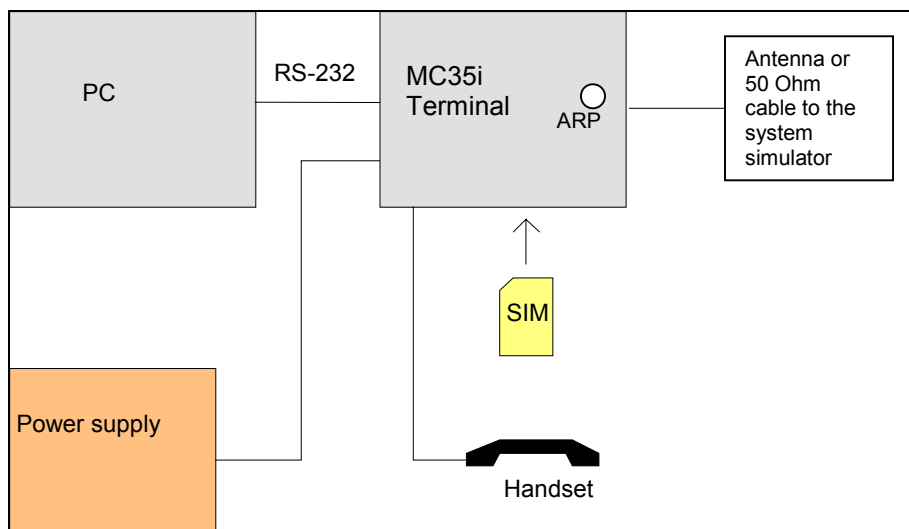 PC
RS-232
MC35i
Terminal
ARP
Antenna or
50 Ohm
cable to the
system
simulator
SIM
Power supply
Handset